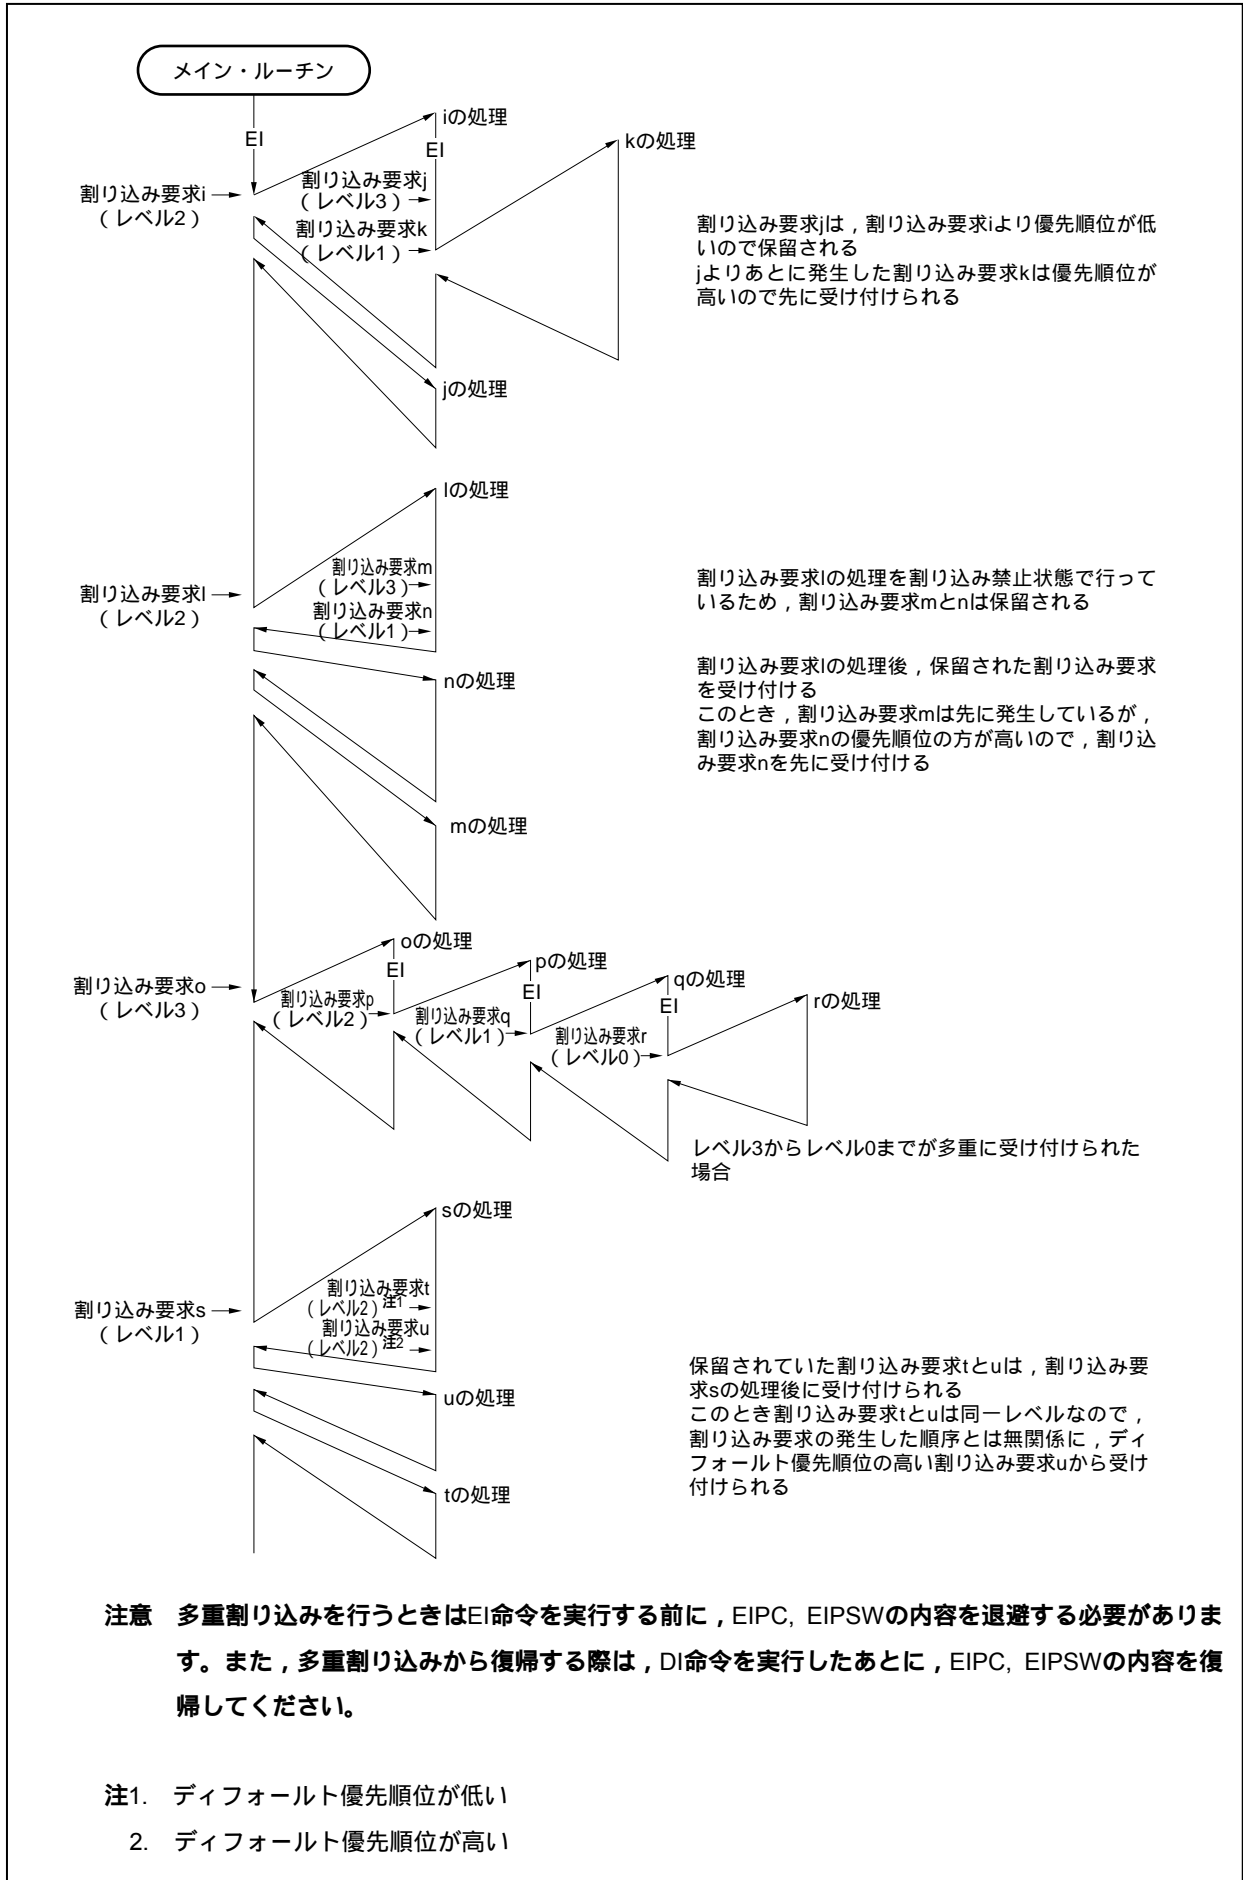 メイン・ルーチン
EI
iの処理
EI
kの処理
割り込み要求i
（レベル2）
割り込み要求j
（レベル3）
割り込み要求k
（レベル1）
割り込み要求jは，割り込み要求iより優先順位が低
いので保留される
jよりあとに発生した割り込み要求kは優先順位が
高いので先に受け付けられる
jの処理
lの処理
割り込み要求l
（レベル2）
割り込み要求m
（レベル3）
割り込み要求n
（レベル1）
割り込み要求lの処理を割り込み禁止状態で行って
いるため，割り込み要求mとnは保留される
nの処理
割り込み要求lの処理後，保留された割り込み要求
を受け付ける
このとき，割り込み要求mは先に発生しているが，
割り込み要求nの優先順位の方が高いので，割り込
み要求nを先に受け付ける
mの処理
oの処理
EI
pの処理
EI
qの処理
EI
rの処理
割り込み要求o
（レベル3）
割り込み要求p
（レベル2）
割り込み要求q
（レベル1）
割り込み要求r
（レベル0）
レベル3からレベル0までが多重に受け付けられた
場合
sの処理
割り込み要求s
（レベル1）
割り込み要求t
（レベル2）注1
割り込み要求u
（レベル2）注2
保留されていた割り込み要求tとuは，割り込み要
求sの処理後に受け付けられる
このとき割り込み要求tとuは同一レベルなので，
割り込み要求の発生した順序とは無関係に，ディ
フォールト優先順位の高い割り込み要求uから受け
付けられる
uの処理
tの処理
注意　多重割り込みを行うときはEI命令を実行する前に，EIPC, EIPSWの内容を退避する必要がありま
す。また，多重割り込みから復帰する際は，DI命令を実行したあとに，EIPC, EIPSWの内容を復
帰してください。
注1.　ディフォールト優先順位が低い
2.　ディフォールト優先順位が高い